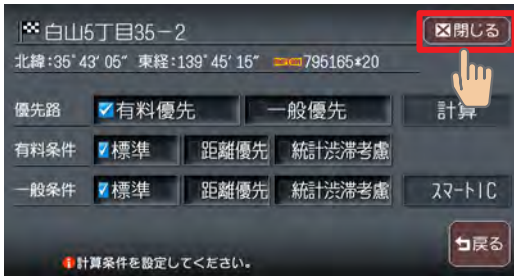 白山5丁目35-2 閉じる
北緯:35°43'05" 東経:139°45'15" 795165*20
優先路 有料優先 一般優先 計算
有料条件 標準 距離優先 統計渋滞考慮
一般条件 標準 距離優先 統計渋滞考慮 スマートIC
戻る
計算条件を設定してください。